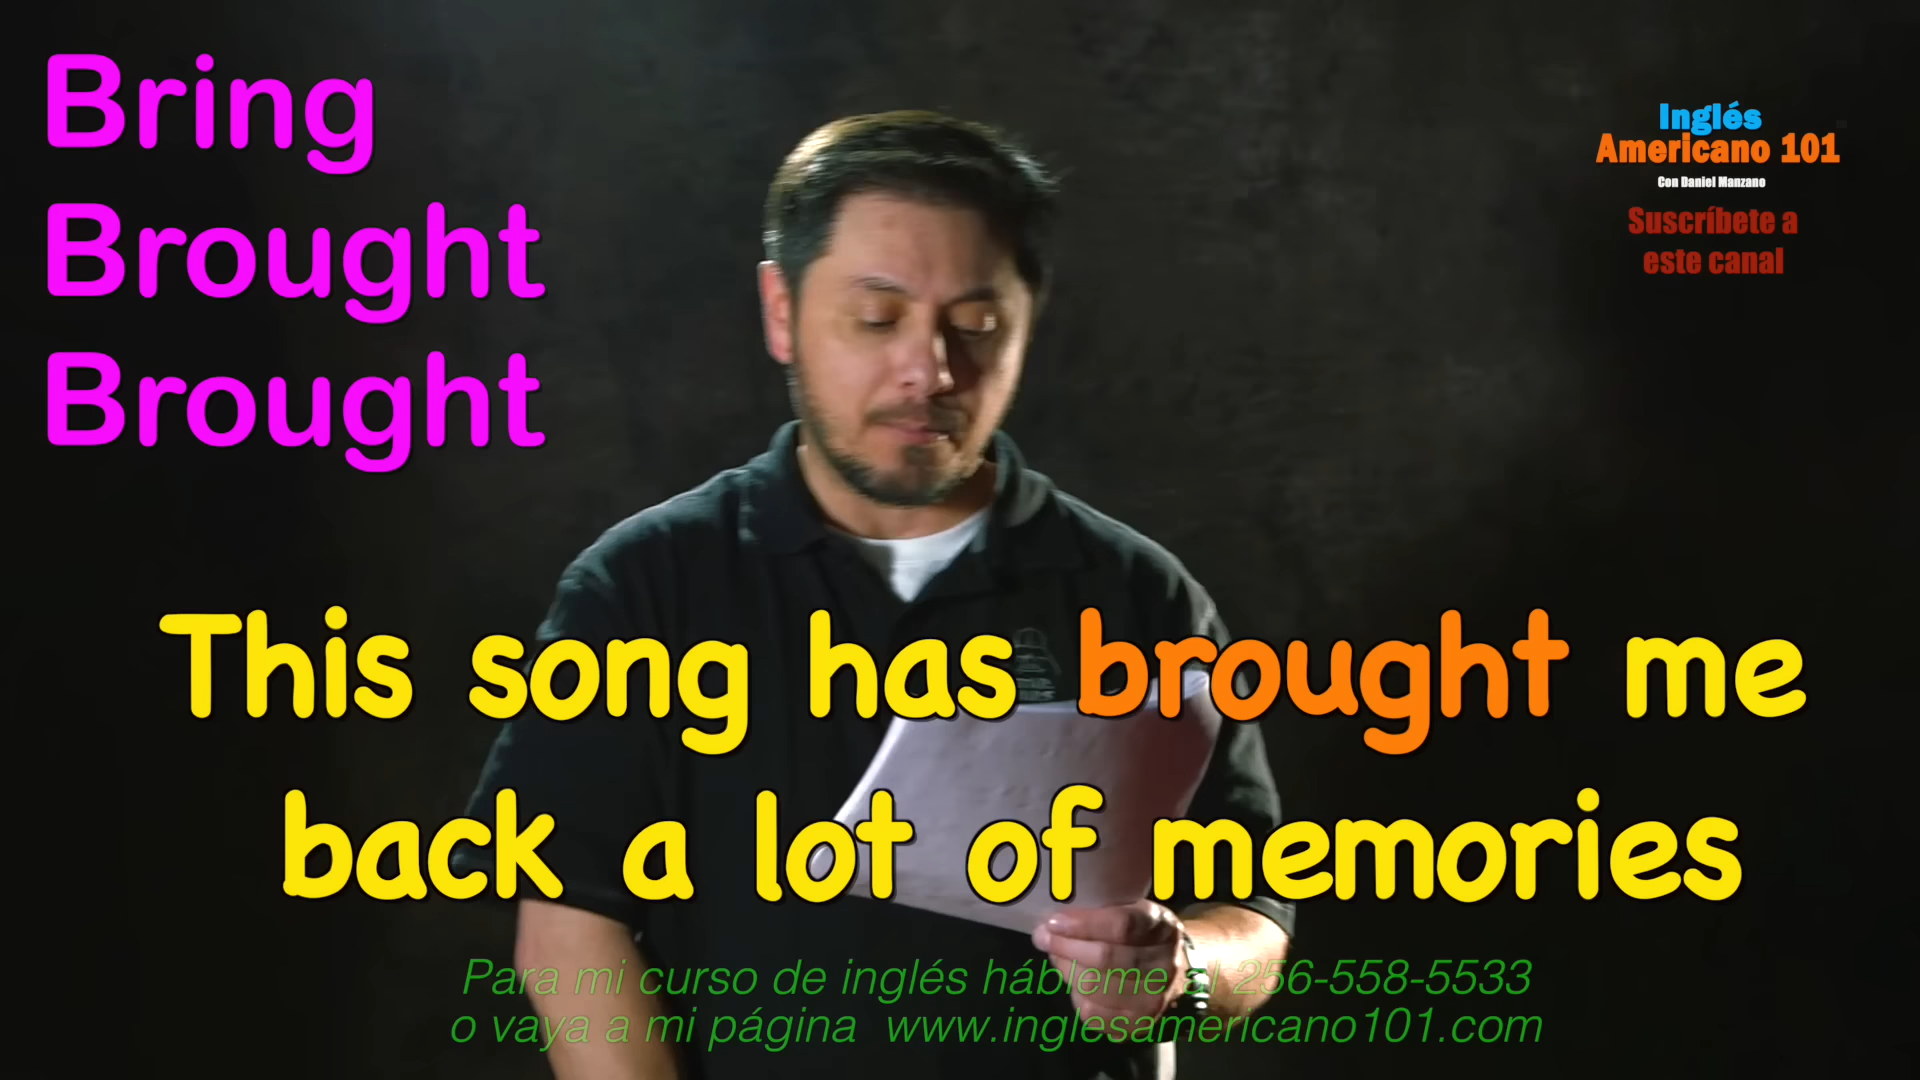 Bring
Brought
Brought
Inglés
Americano 101
Con Daniel Manzano
Suscríbete a
este canal
This song has brought me
back a lot of memories
Para mi curso de inglés hábleme al 256-558-5533
o vaya a mi página www.inglesamericano101.com